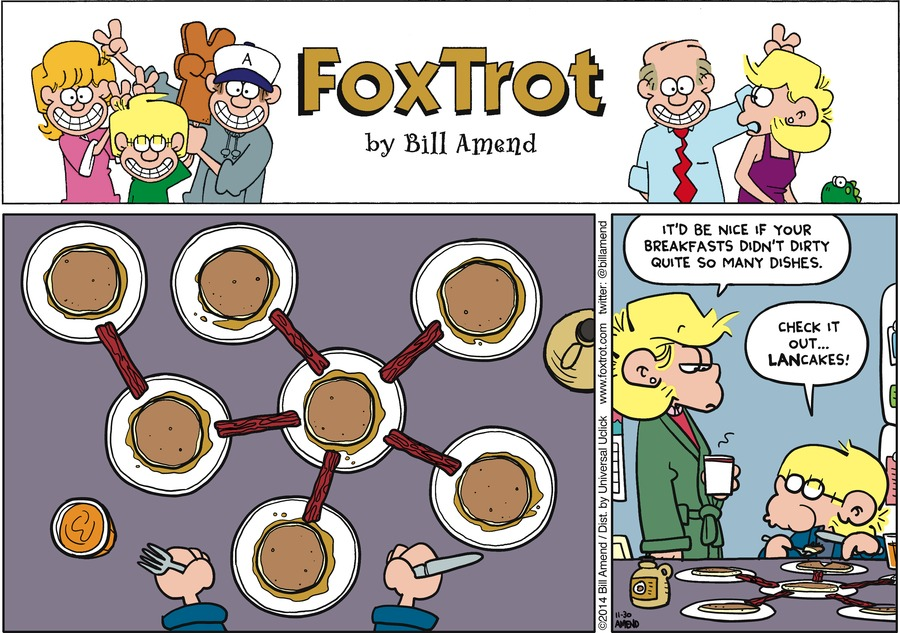 A
FOXTROT
by Bill Amend
©2014 Bill Amend / Dist. by Universal Uclick www.foxtrot.com twitter: @billamend
IT'D BE NICE IF YOUR
BREAKFASTS DIDN'T DIRTY
QUITE SO MANY DISHES.
CHECK IT
OUT...
LANCAKES!
11-30
AMEND